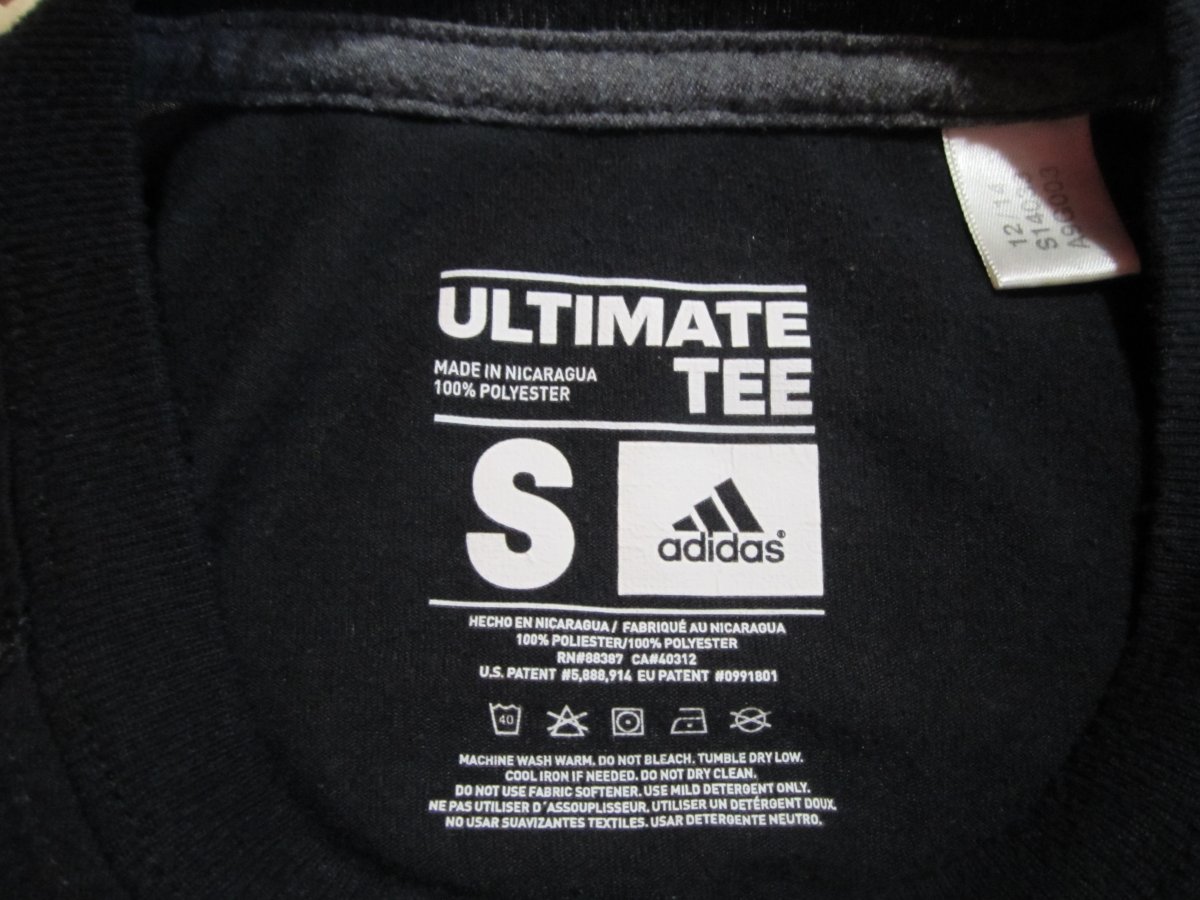 12/14
ULTIMATE
TEE
MADE IN NICARAGUA
100% POLYESTER
S
adidas®
HECHO EN NICARAGUA / FABRIQUÉ AU NICARAGUA
100% POLIESTER/100% POLYESTER
RN#88387 CA#40312
U.S. PATENT #5,888,914 EU PATENT #0991801
40
MACHINE WASH WARM. DO NOT BLEACH. TUMBLE DRY LOW.
COOL IRON IF NEEDED. DO NOT DRY CLEAN.
DO NOT USE FABRIC SOFTENER. USE MILD DETERGENT ONLY.
NE PAS UTILISER D'ASSOUPLISSEUR. UTILISER UN DETÉRGENT DOUX.
NO USAR SUAVIZANTES TEXTILES. USAR DETERGENTE NEUTRO.